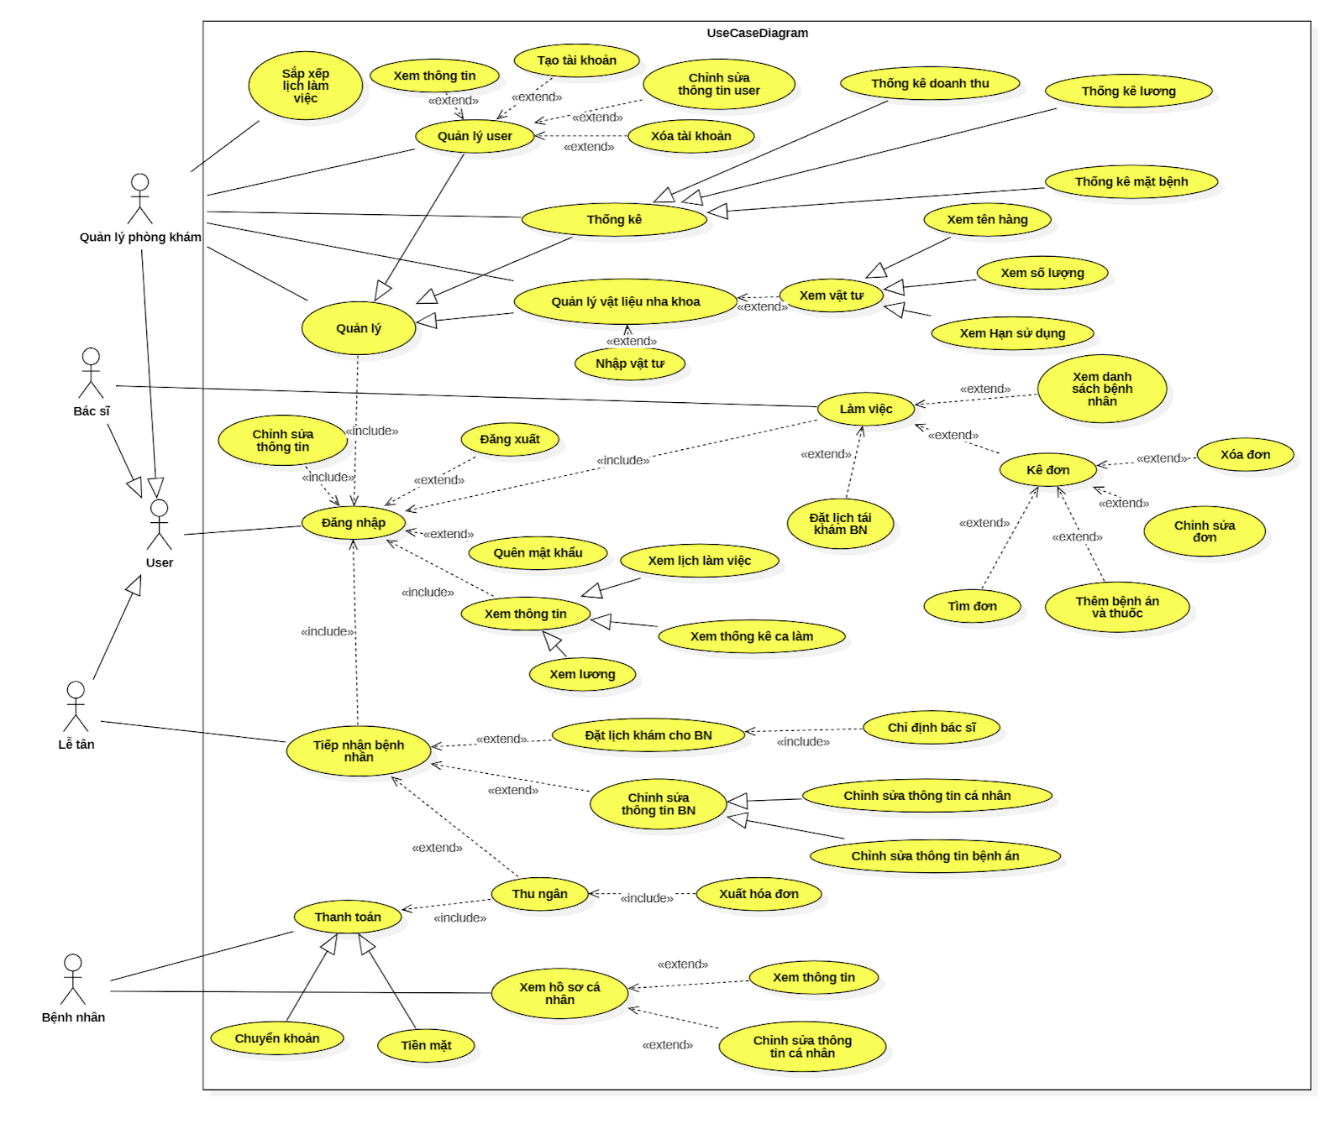 UseCaseDiagram
Sắp xếp
lịch làm
việc
Xem thông tin
Tạo tài khoản
Chỉnh sửa
thông tin user
Thống kê doanh thu
Thống kê lương
«extend»
«extend»
«extend»
Quản lý user
Xóa tài khoản
«extend»
Thống kê mặt bệnh
Quản lý phòng khám
Thống kê
Xem tên hàng
Xem số lượng
Quản lý vật liệu nha khoa
Xem vật tư
«extend»
Quản lý
Xem Hạn sử dụng
«extend»
Nhập vật tư
Bác sĩ
Xem danh
sách bệnh
nhân
«extend»
Làm việc
Chỉnh sửa
thông tin
«include»
Đăng xuất
«extend»
«extend»
Xóa đơn
«include»
«extend»
Kê đơn
«include»
«extend»
«extend»
Đăng nhập
Đặt lịch tái
khám BN
«extend»
Chỉnh sửa
đơn
«extend»
Quên mật khẩu
«extend»
User
Xem lịch làm việc
«include»
Xem thông tin
Tìm đơn
Thêm bệnh án
và thuốc
«include»
Xem thống kê ca làm
Xem lương
Lễ tân
Tiếp nhận bệnh
nhân
«extend»
Đặt lịch khám cho BN
«include»
Chỉ định bác sĩ
«extend»
Chỉnh sửa
thông tin BN
Chỉnh sửa thông tin cá nhân
«extend»
Chỉnh sửa thông tin bệnh án
Thu ngân
«include»
Xuất hóa đơn
Thanh toán
«include»
«extend»
Xem thông tin
Xem hồ sơ cá
nhân
Bệnh nhân
Chuyển khoản
Tiền mặt
«extend»
Chỉnh sửa thông
tin cá nhân